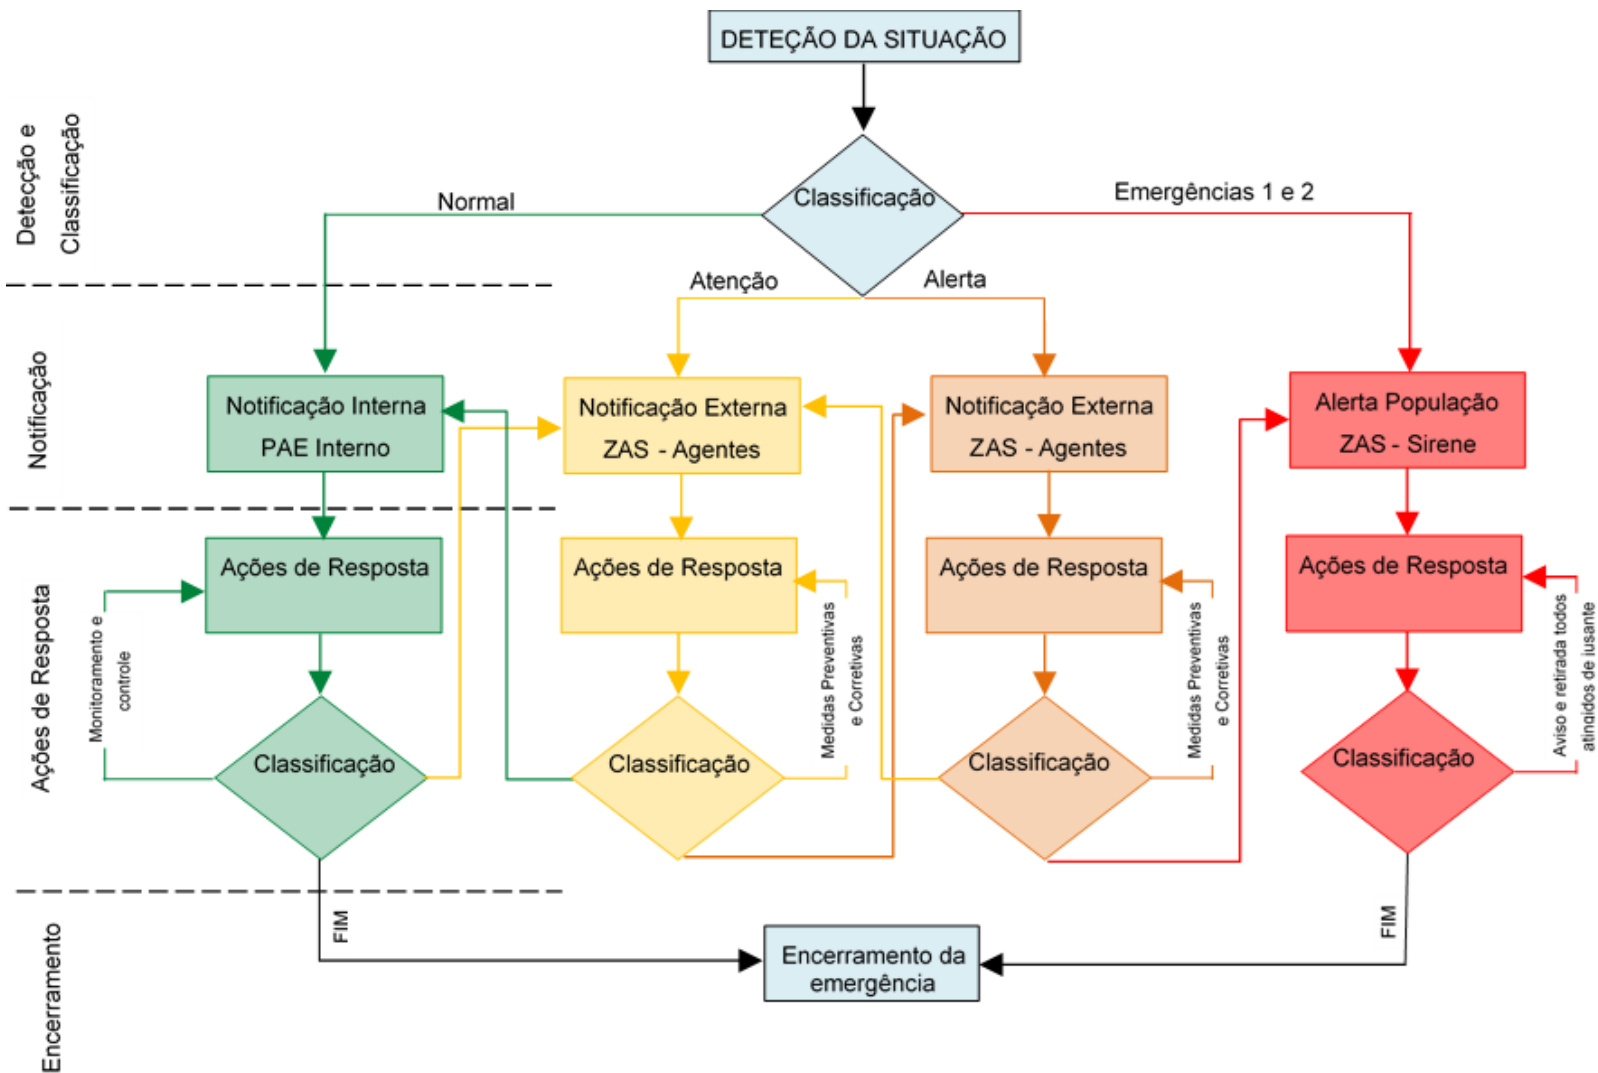 DETEÇÃO DA SITUAÇÃO
Detecção e
Classificação
Classificação
Normal
Emergências 1 e 2
Atenção
Alerta
Notificação
Notificação Interna
PAE Interno
Notificação Externa
ZAS - Agentes
Notificação Externa
ZAS - Agentes
Alerta População
ZAS - Sirene
Ações de Resposta
Ações de Resposta
Ações de Resposta
Ações de Resposta
Ações de Resposta
Monitoramento e
controle
Medidas Preventivas
e Corretivas
Medidas Preventivas
e Corretivas
Aviso e retirada todos
atingidos de jusante
Classificação
Classificação
Classificação
Classificação
FIM
FIM
Encerramento
Encerramento da
emergência